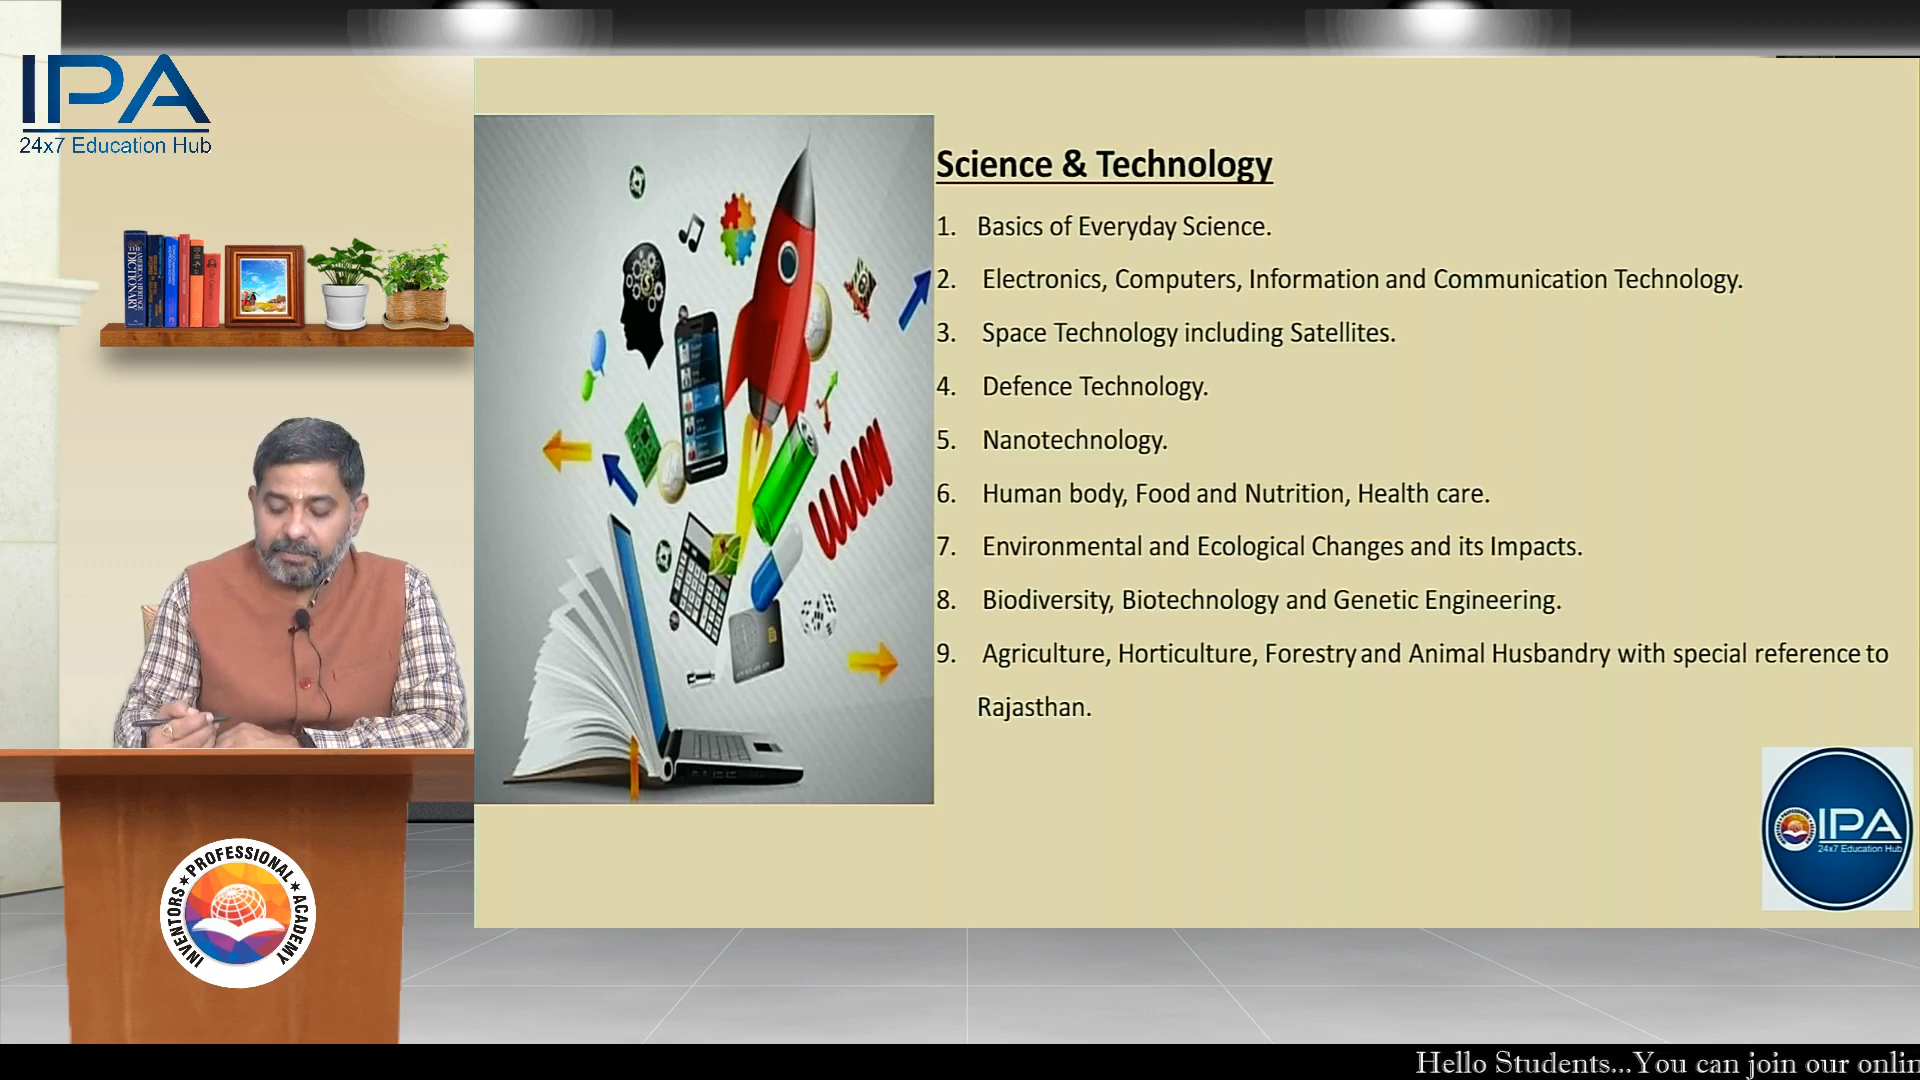 IPA
24x7 Education Hub
THE
AMERICAN HERITAGE
DICTIONARY
Science & Technology
1. Basics of Everyday Science.
2. Electronics, Computers, Information and Communication Technology.
3. Space Technology including Satellites.
4. Defence Technology.
5. Nanotechnology.
6. Human body, Food and Nutrition, Health care.
7. Environmental and Ecological Changes and its Impacts.
8. Biodiversity, Biotechnology and Genetic Engineering.
9. Agriculture, Horticulture, Forestry and Animal Husbandry with special reference to
Rajasthan.
IPA
24x7 Education Hub
INVENTORS ★ PROFESSIONAL ★ ACADEMY
Hello Students...You can join our onlin